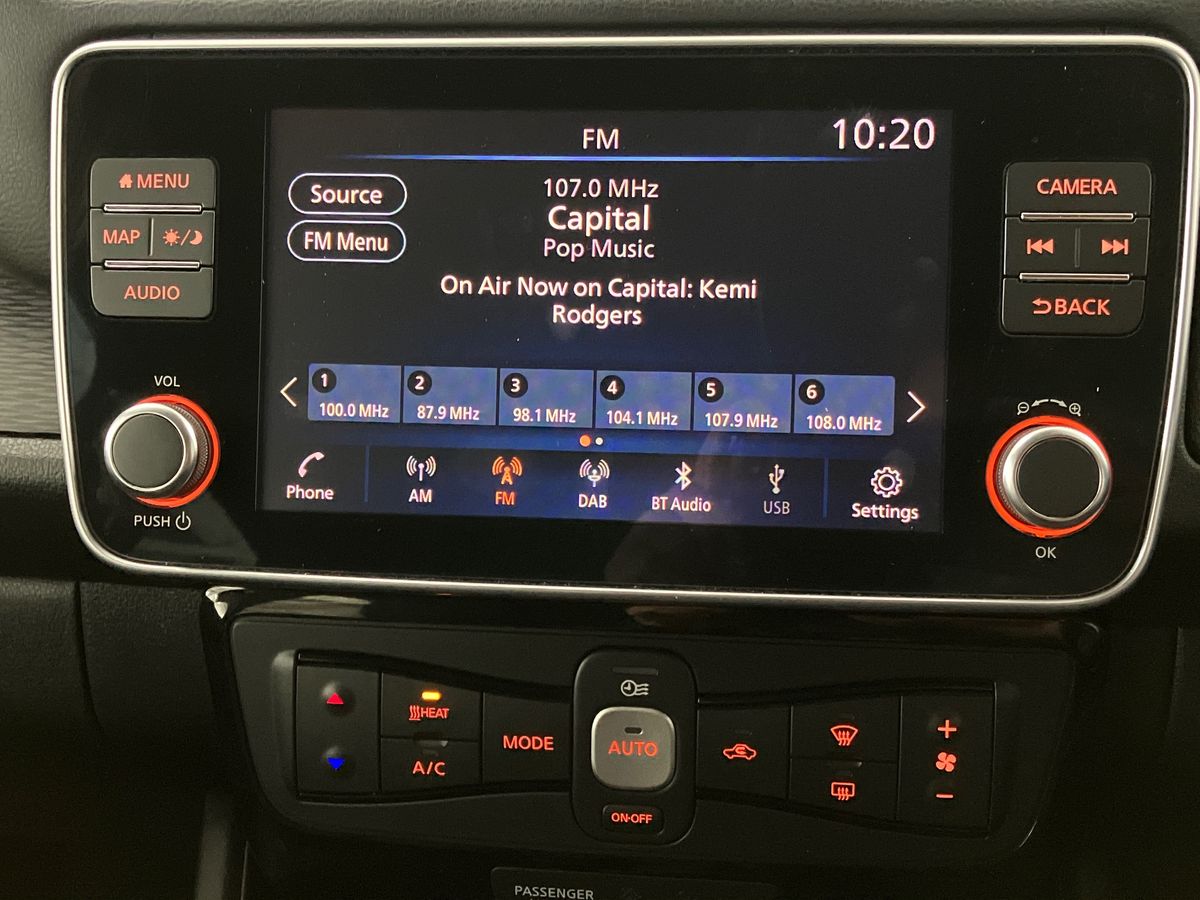 FM
10:20
MENU
MAP
AUDIO
Source
FM Menu
107.0 MHz
Capital
Pop Music
On Air Now on Capital: Kemi
Rodgers
CAMERA
BACK
VOL
PUSH
1
100.0 MHz
2
87.9 MHz
3
98.1 MHz
4
104.1 MHz
5
107.9 MHz
6
108.0 MHz
Phone
AM
FM
DAB
BT Audio
USB
Settings
OK
HEAT
A/C
MODE
AUTO
ON·OFF
PASSENGER